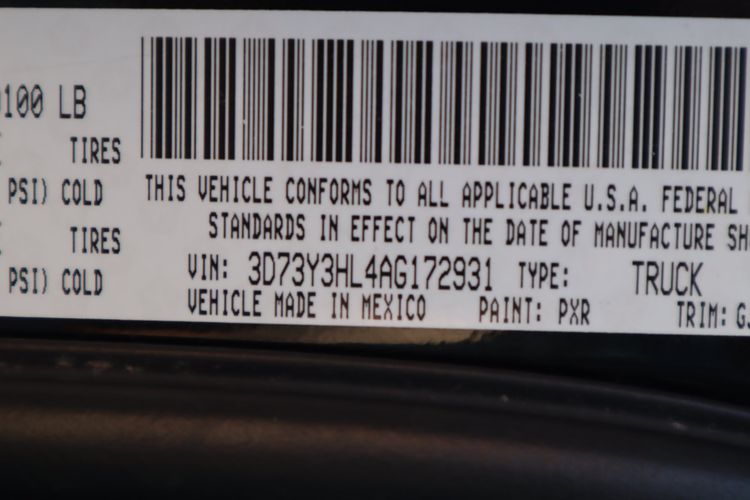 100 LB
TIRES
PSI) COLD
TIRES
PSI) COLD
THIS VEHICLE CONFORMS TO ALL APPLICABLE U.S.A. FEDERAL
STANDARDS IN EFFECT ON THE DATE OF MANUFACTURE SH
VIN: 3D73Y3HL4AG172931 TYPE: TRUCK
VEHICLE MADE IN MEXICO PAINT: PXR TRIM: GJ